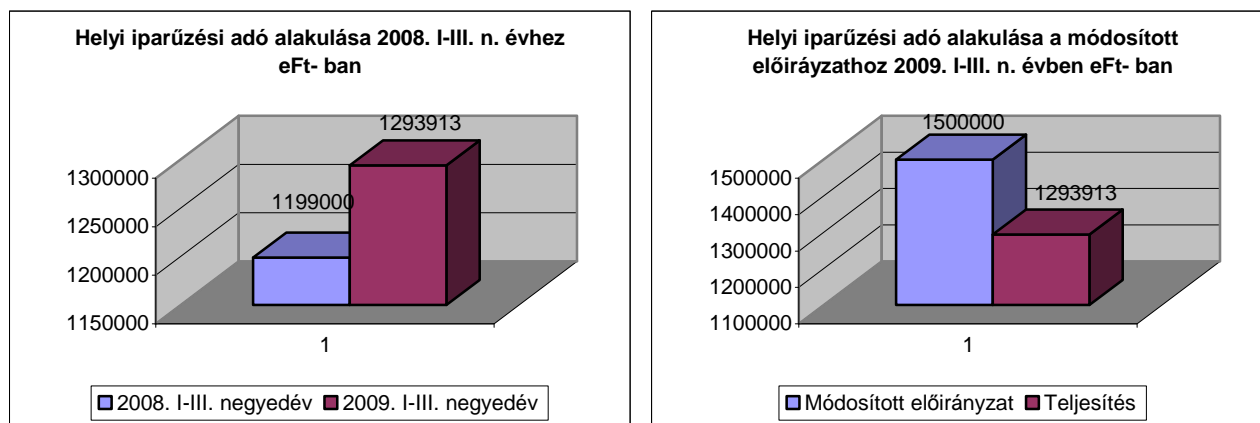 Helyi iparűzési adó alakulása 2008. I-III. n. évhez
eFt- ban
1293913
1199000
1300000
1250000
1200000
1150000
1
2008. I-III. negyedév
2009. I-III. negyedév
Helyi iparűzési adó alakulása a módosított
előiráyzathoz 2009. I-III. n. évben eFt- ban
1500000
1293913
1500000
1400000
1300000
1200000
1100000
1
Módosított előirányzat
Teljesítés